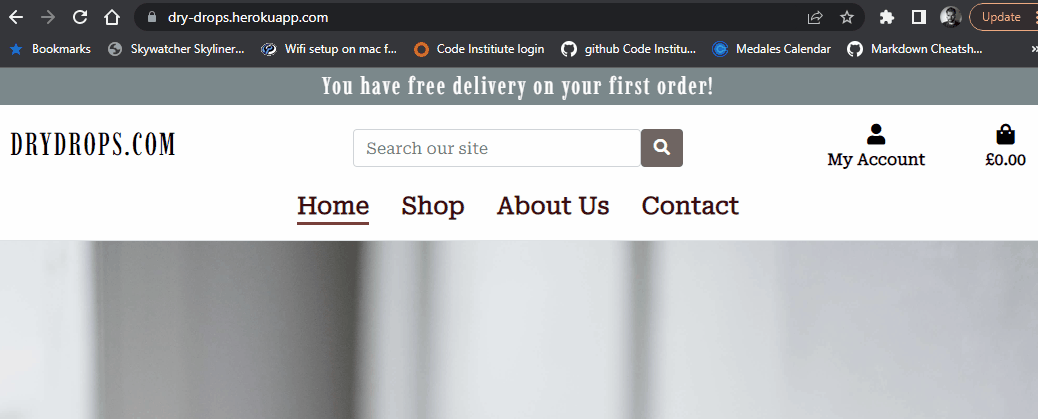 dry-drops.herokuapp.com
Update
Bookmarks
Skywatcher Skyliner...
Wifi setup on mac f...
Code Institiute login
github Code Institu...
Medales Calendar
Markdown Cheatsh...
You have free delivery on your first order!
DRYDROPS.COM
Search our site
My Account
£0.00
Home
Shop
About Us
Contact